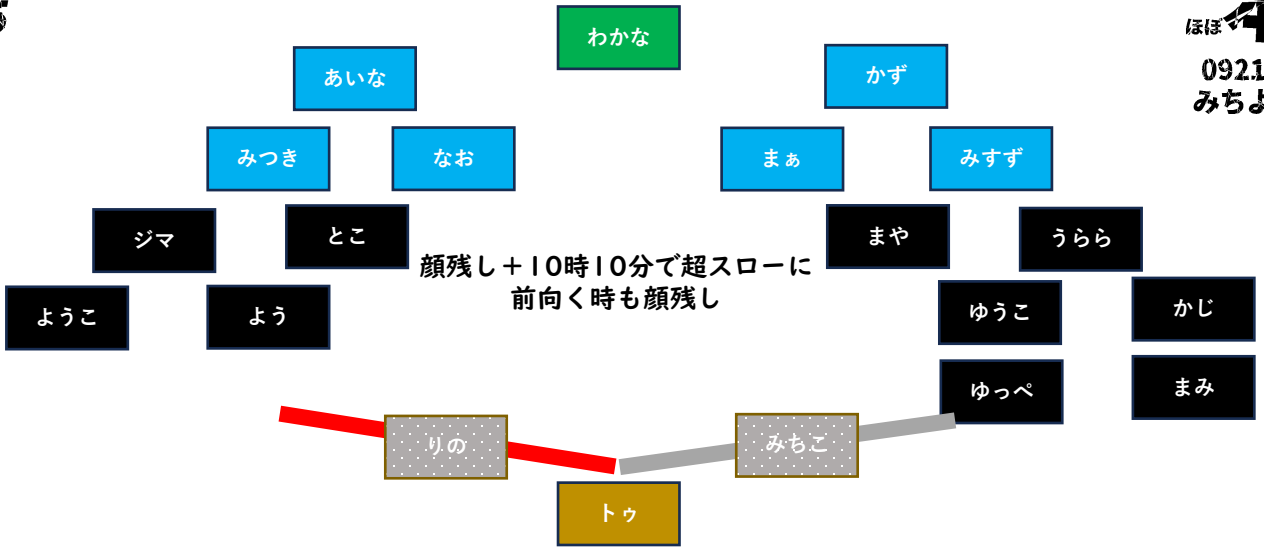 わかな
ほぼ
あいな
かず
0921
みちよ
みつき
なお
まぁ
みすず
ジマ
とこ
まや
うらら
顔残し+10時10分で超スローに
前向く時も顔残し
ようこ
よう
ゆうこ
かじ
ゆっぺ
まみ
りの
みちこ
トゥ